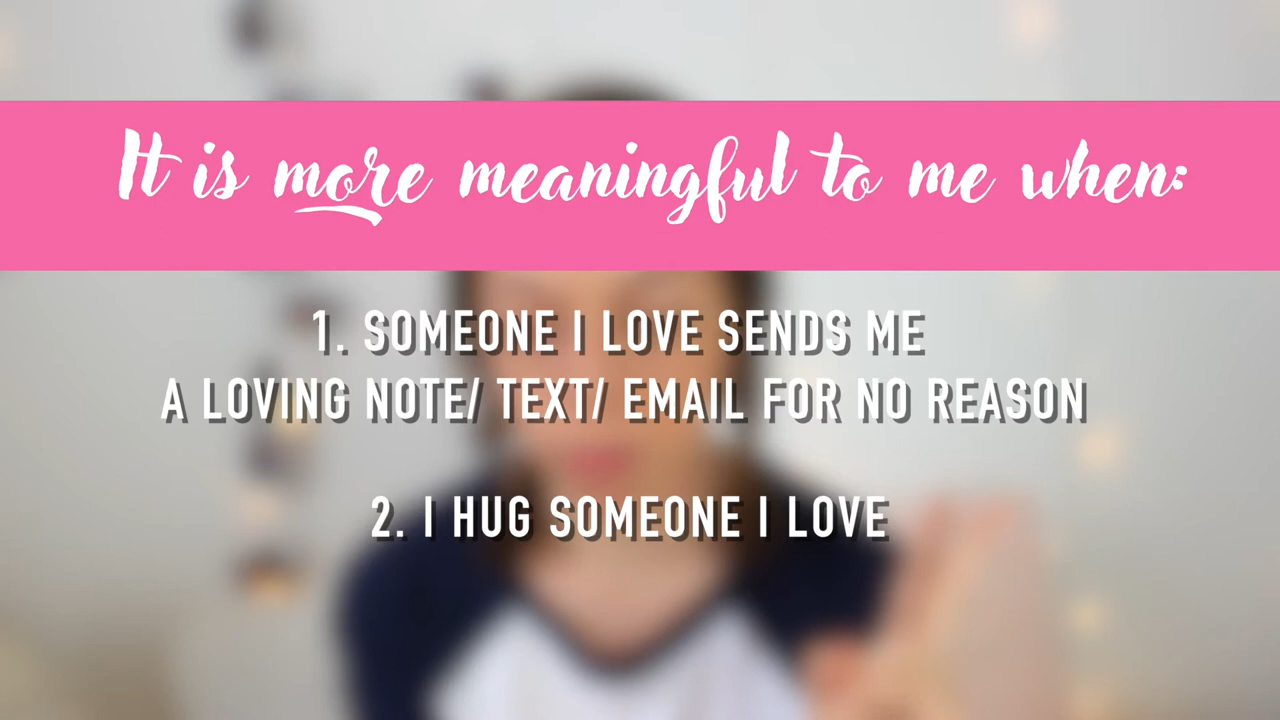 It is more meaningful to me when:
1. SOMEONE I LOVE SENDS ME
A LOVING NOTE/ TEXT/ EMAIL FOR NO REASON
2. I HUG SOMEONE I LOVE